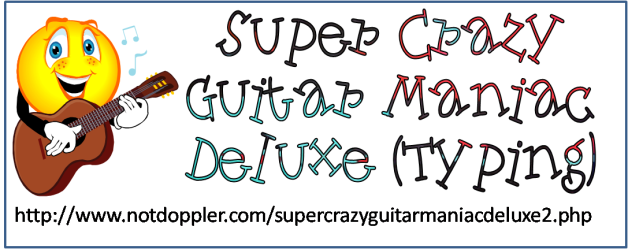 Super Crazy
Guitar Maniac
Deluxe (Typing)
http://www.notdoppler.com/supercrazyguitarmaniacdeluxe2.php